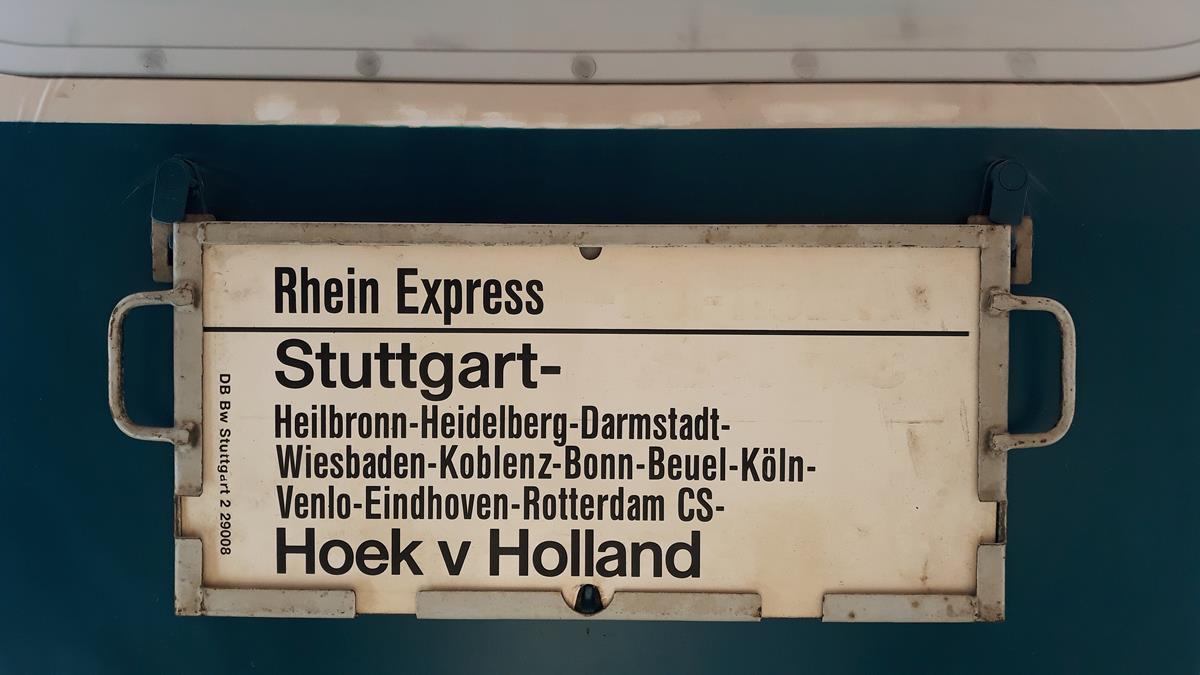 Rhein Express
Stuttgart-
Heilbronn-Heidelberg-Darmstadt-
Wiesbaden-Koblenz-Bonn-Beuel-Köln-
Venlo-Eindhoven-Rotterdam CS-
Hoek v Holland
DB Bw Stuttgart 2 29008